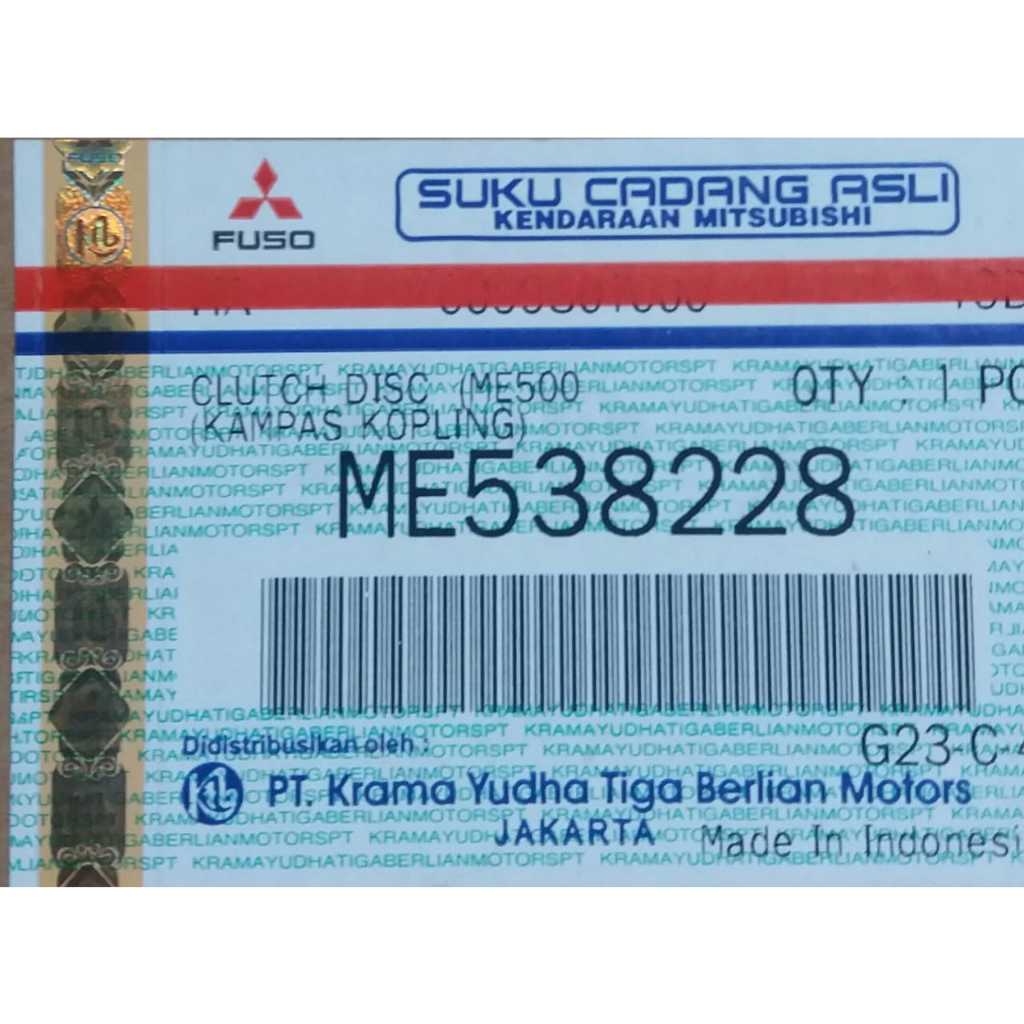 FUSO
SUKU CADANG ASLI
KENDARAAN MITSUBISHI
CLUTCH DISC (ME500
(KAMPAS KOPLING)
QTY : 1 PC
ME538228
G23-C-
Didistribusikan oleh :
PT. Krama Yudha Tiga Berlian Motors
JAKARTA
Made In Indonesi